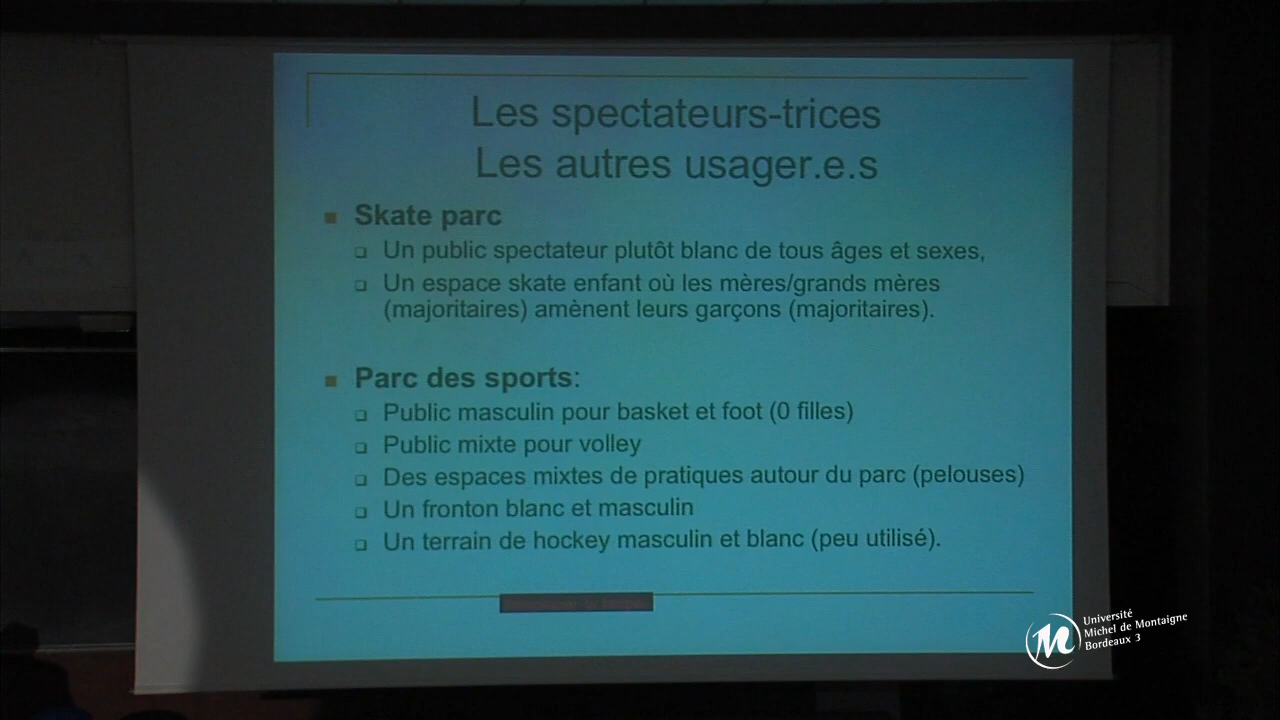 Les spectateurs-trices
Les autres usager.e.s
Skate parc
Un public spectateur plutôt blanc de tous âges et sexes,
Un espace skate enfant où les mères/grands mères
(majoritaires) amènent leurs garçons (majoritaires).
Parc des sports:
Public masculin pour basket et foot (0 filles)
Public mixte pour volley
Des espaces mixtes de pratiques autour du parc (pelouses)
Un fronton blanc et masculin
Un terrain de hockey masculin et blanc (peu utilisé).
Université
Michel de Montaigne
Bordeaux 3